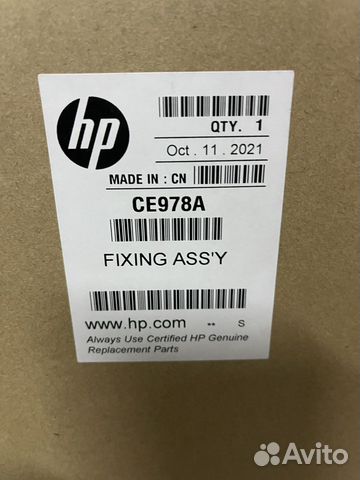 hp
QTY. 1
Oct . 11 . 2021
MADE IN : CN
CE978A
FIXING ASS'Y
www.hp.com ** S
Always Use Certified HP Genuine
Replacement Parts
Avito